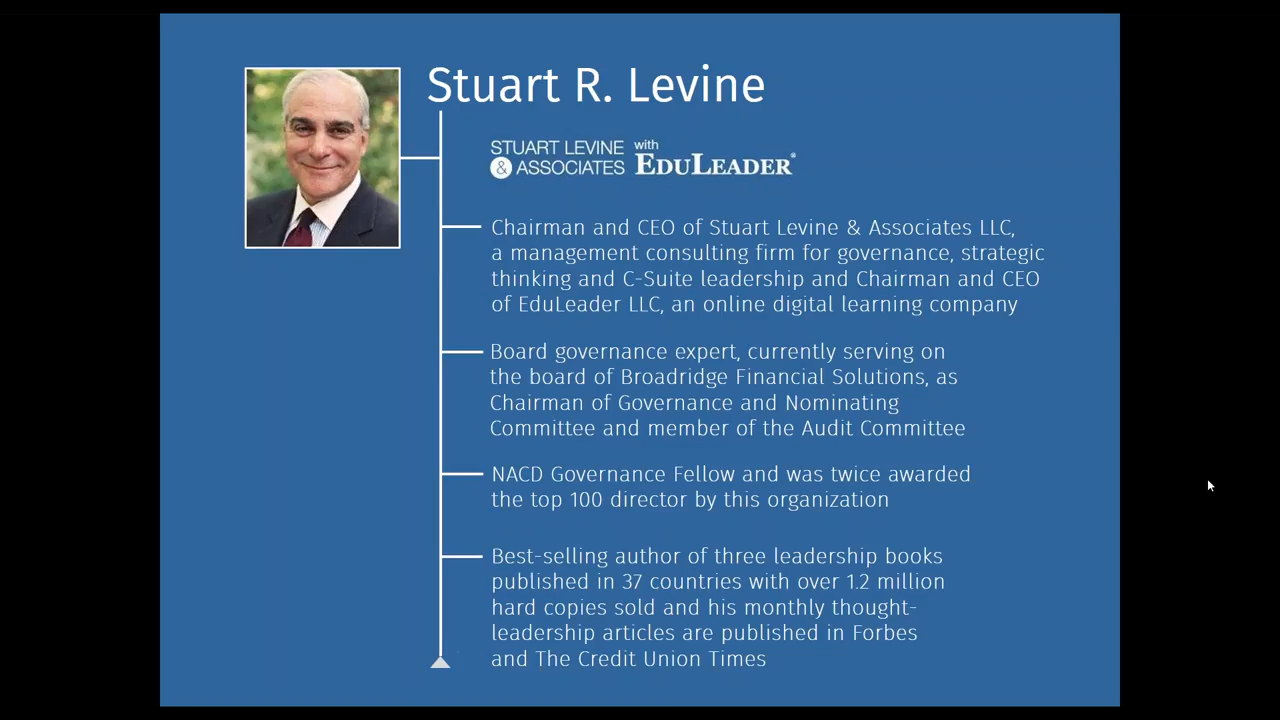 Stuart R. Levine
STUART LEVINE with
& ASSOCIATES EDULEADER®
Chairman and CEO of Stuart Levine & Associates LLC,
a management consulting firm for governance, strategic
thinking and C-Suite leadership and Chairman and CEO
of EduLeader LLC, an online digital learning company
Board governance expert, currently serving on
the board of Broadridge Financial Solutions, as
Chairman of Governance and Nominating
Committee and member of the Audit Committee
NACD Governance Fellow and was twice awarded
the top 100 director by this organization
Best-selling author of three leadership books
published in 37 countries with over 1.2 million
hard copies sold and his monthly thought-
leadership articles are published in Forbes
and The Credit Union Times